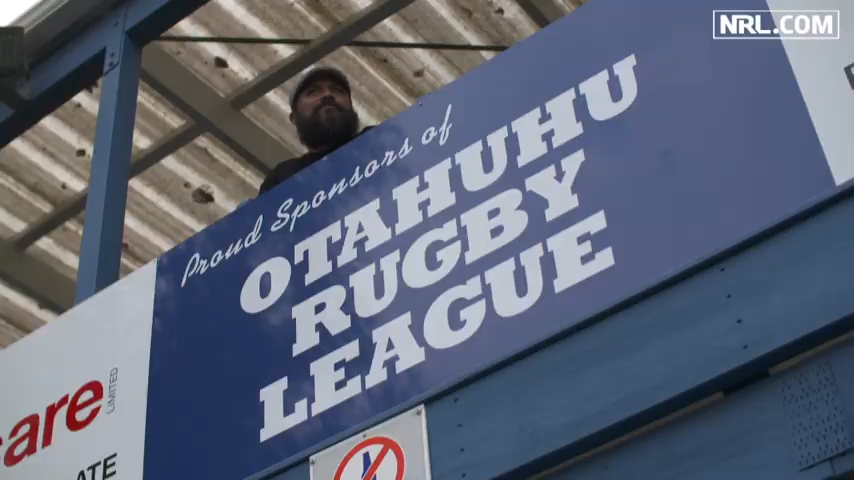 NRL.COM
Proud Sponsors of
OTAHUHU
RUGBY
LEAGUE
care
LIMITED
ATE